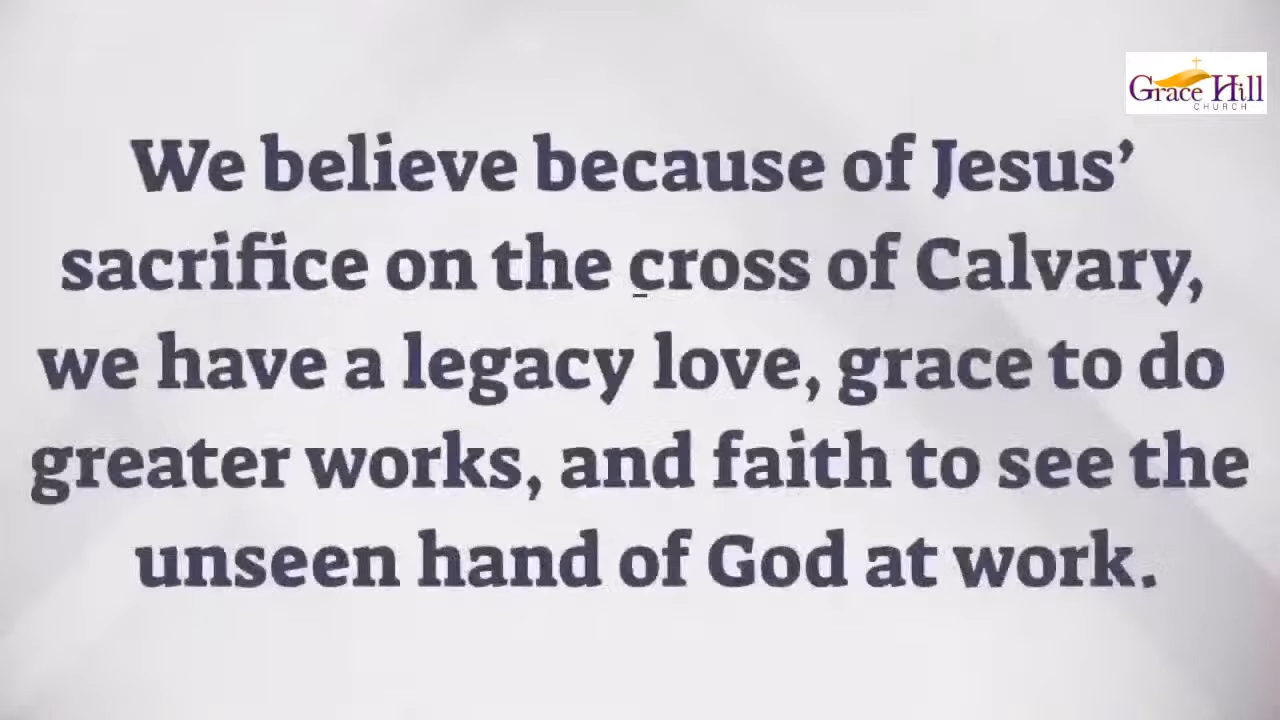 Grace Hill
CHURCH
We believe because of Jesus’
sacrifice on the cross of Calvary,
we have a legacy love, grace to do
greater works, and faith to see the
unseen hand of God at work.